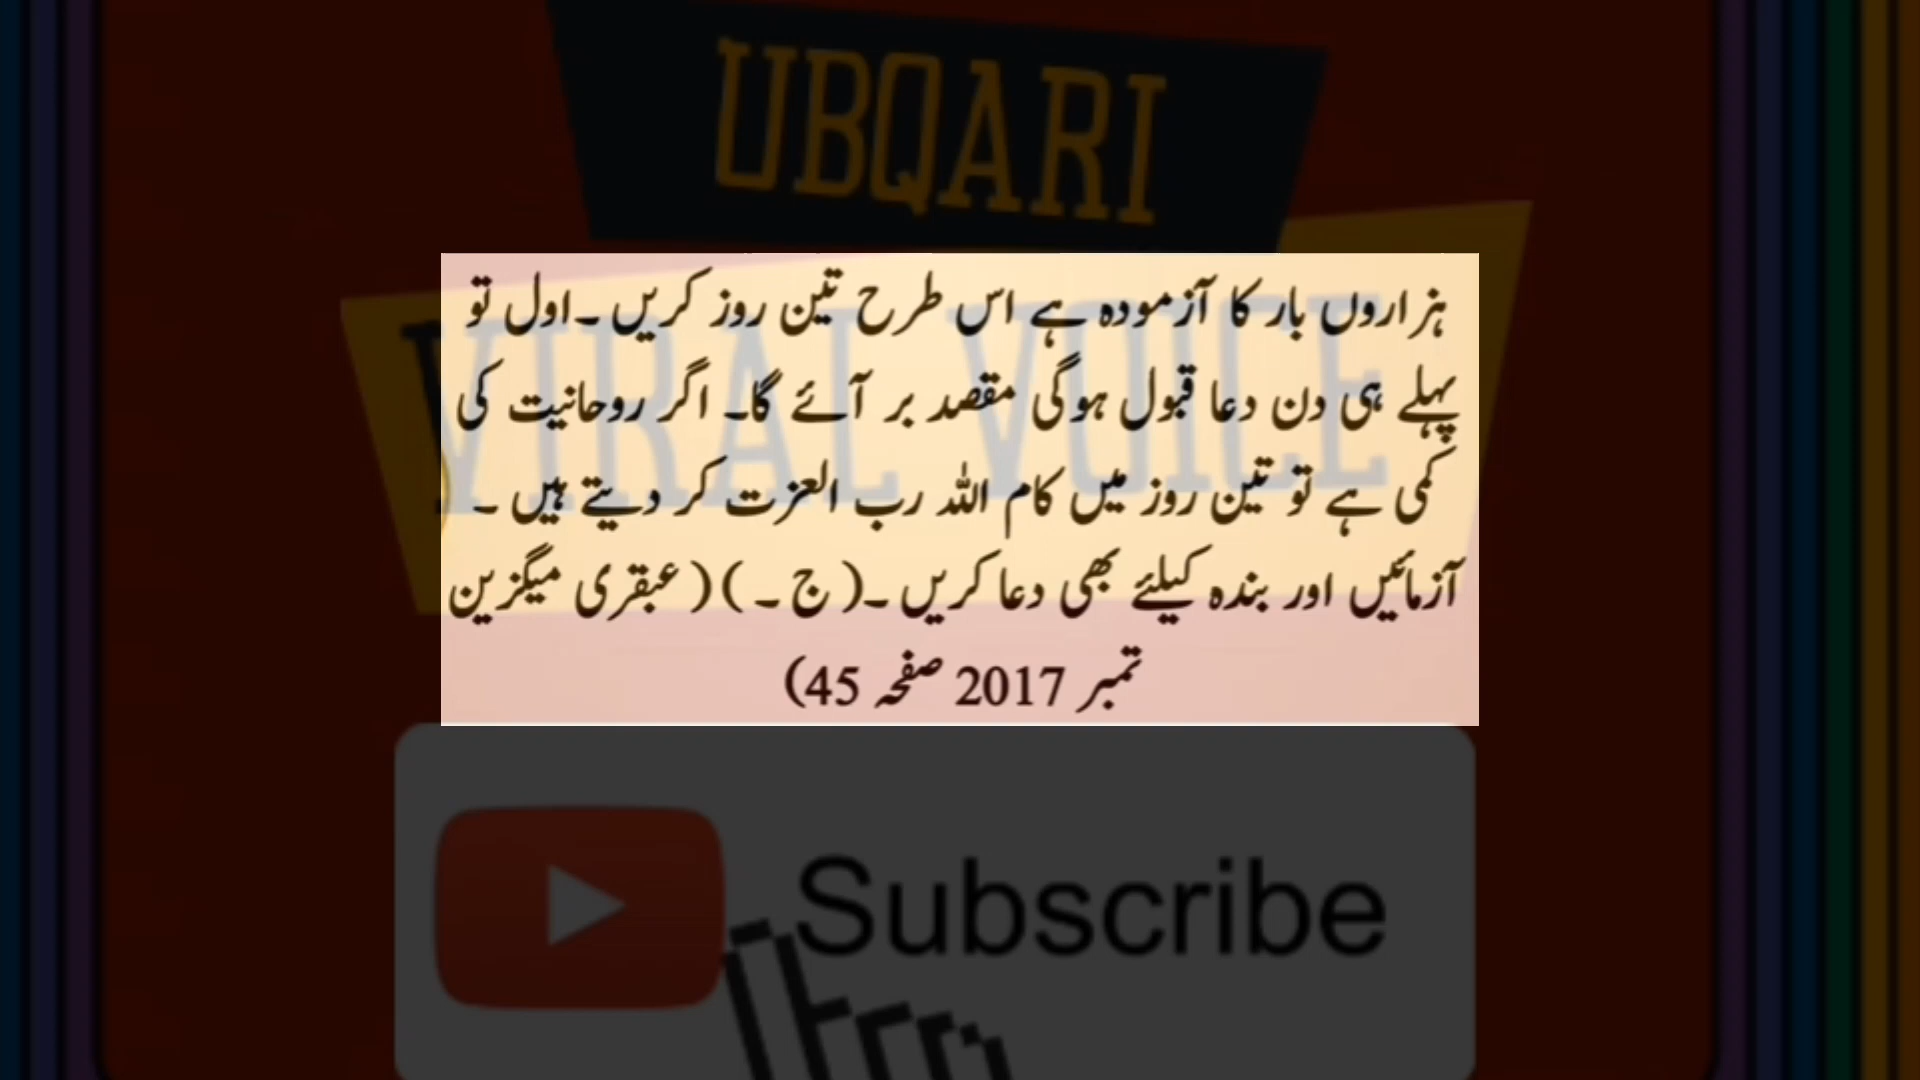 UBQARI
VIRAL VOICE
ہزاروں بار کا آزمودہ ہے اس طرح تین روز کریں۔ اول تو
پہلے ہی دن دعا قبول ہوگی مقصد بر آئے گا۔ اگر روحانیت کی
کمی ہے تو تین روز میں کام اللہ رب العزت کر دیتے ہیں۔
آزمائیں اور بندہ کیلئے بھی دعا کریں۔ (ج۔) (عبقری میگزین
ستمبر 2017 صفحہ 45)
Subscribe